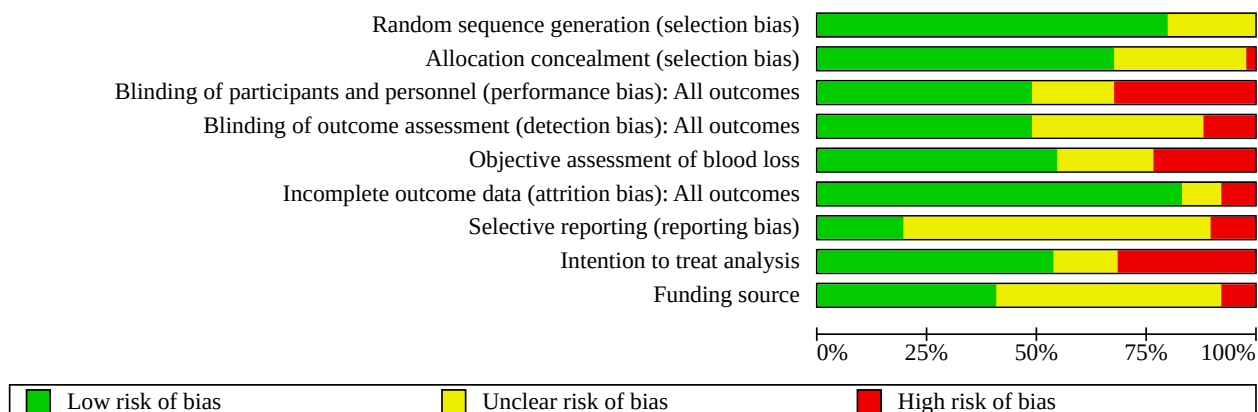 Random sequence generation (selection bias)
Allocation concealment (selection bias)
Blinding of participants and personnel (performance bias): All outcomes
Blinding of outcome assessment (detection bias): All outcomes
Objective assessment of blood loss
Incomplete outcome data (attrition bias): All outcomes
Selective reporting (reporting bias)
Intention to treat analysis
Funding source
0% 25% 50% 75% 100%
Low risk of bias Unclear risk of bias High risk of bias